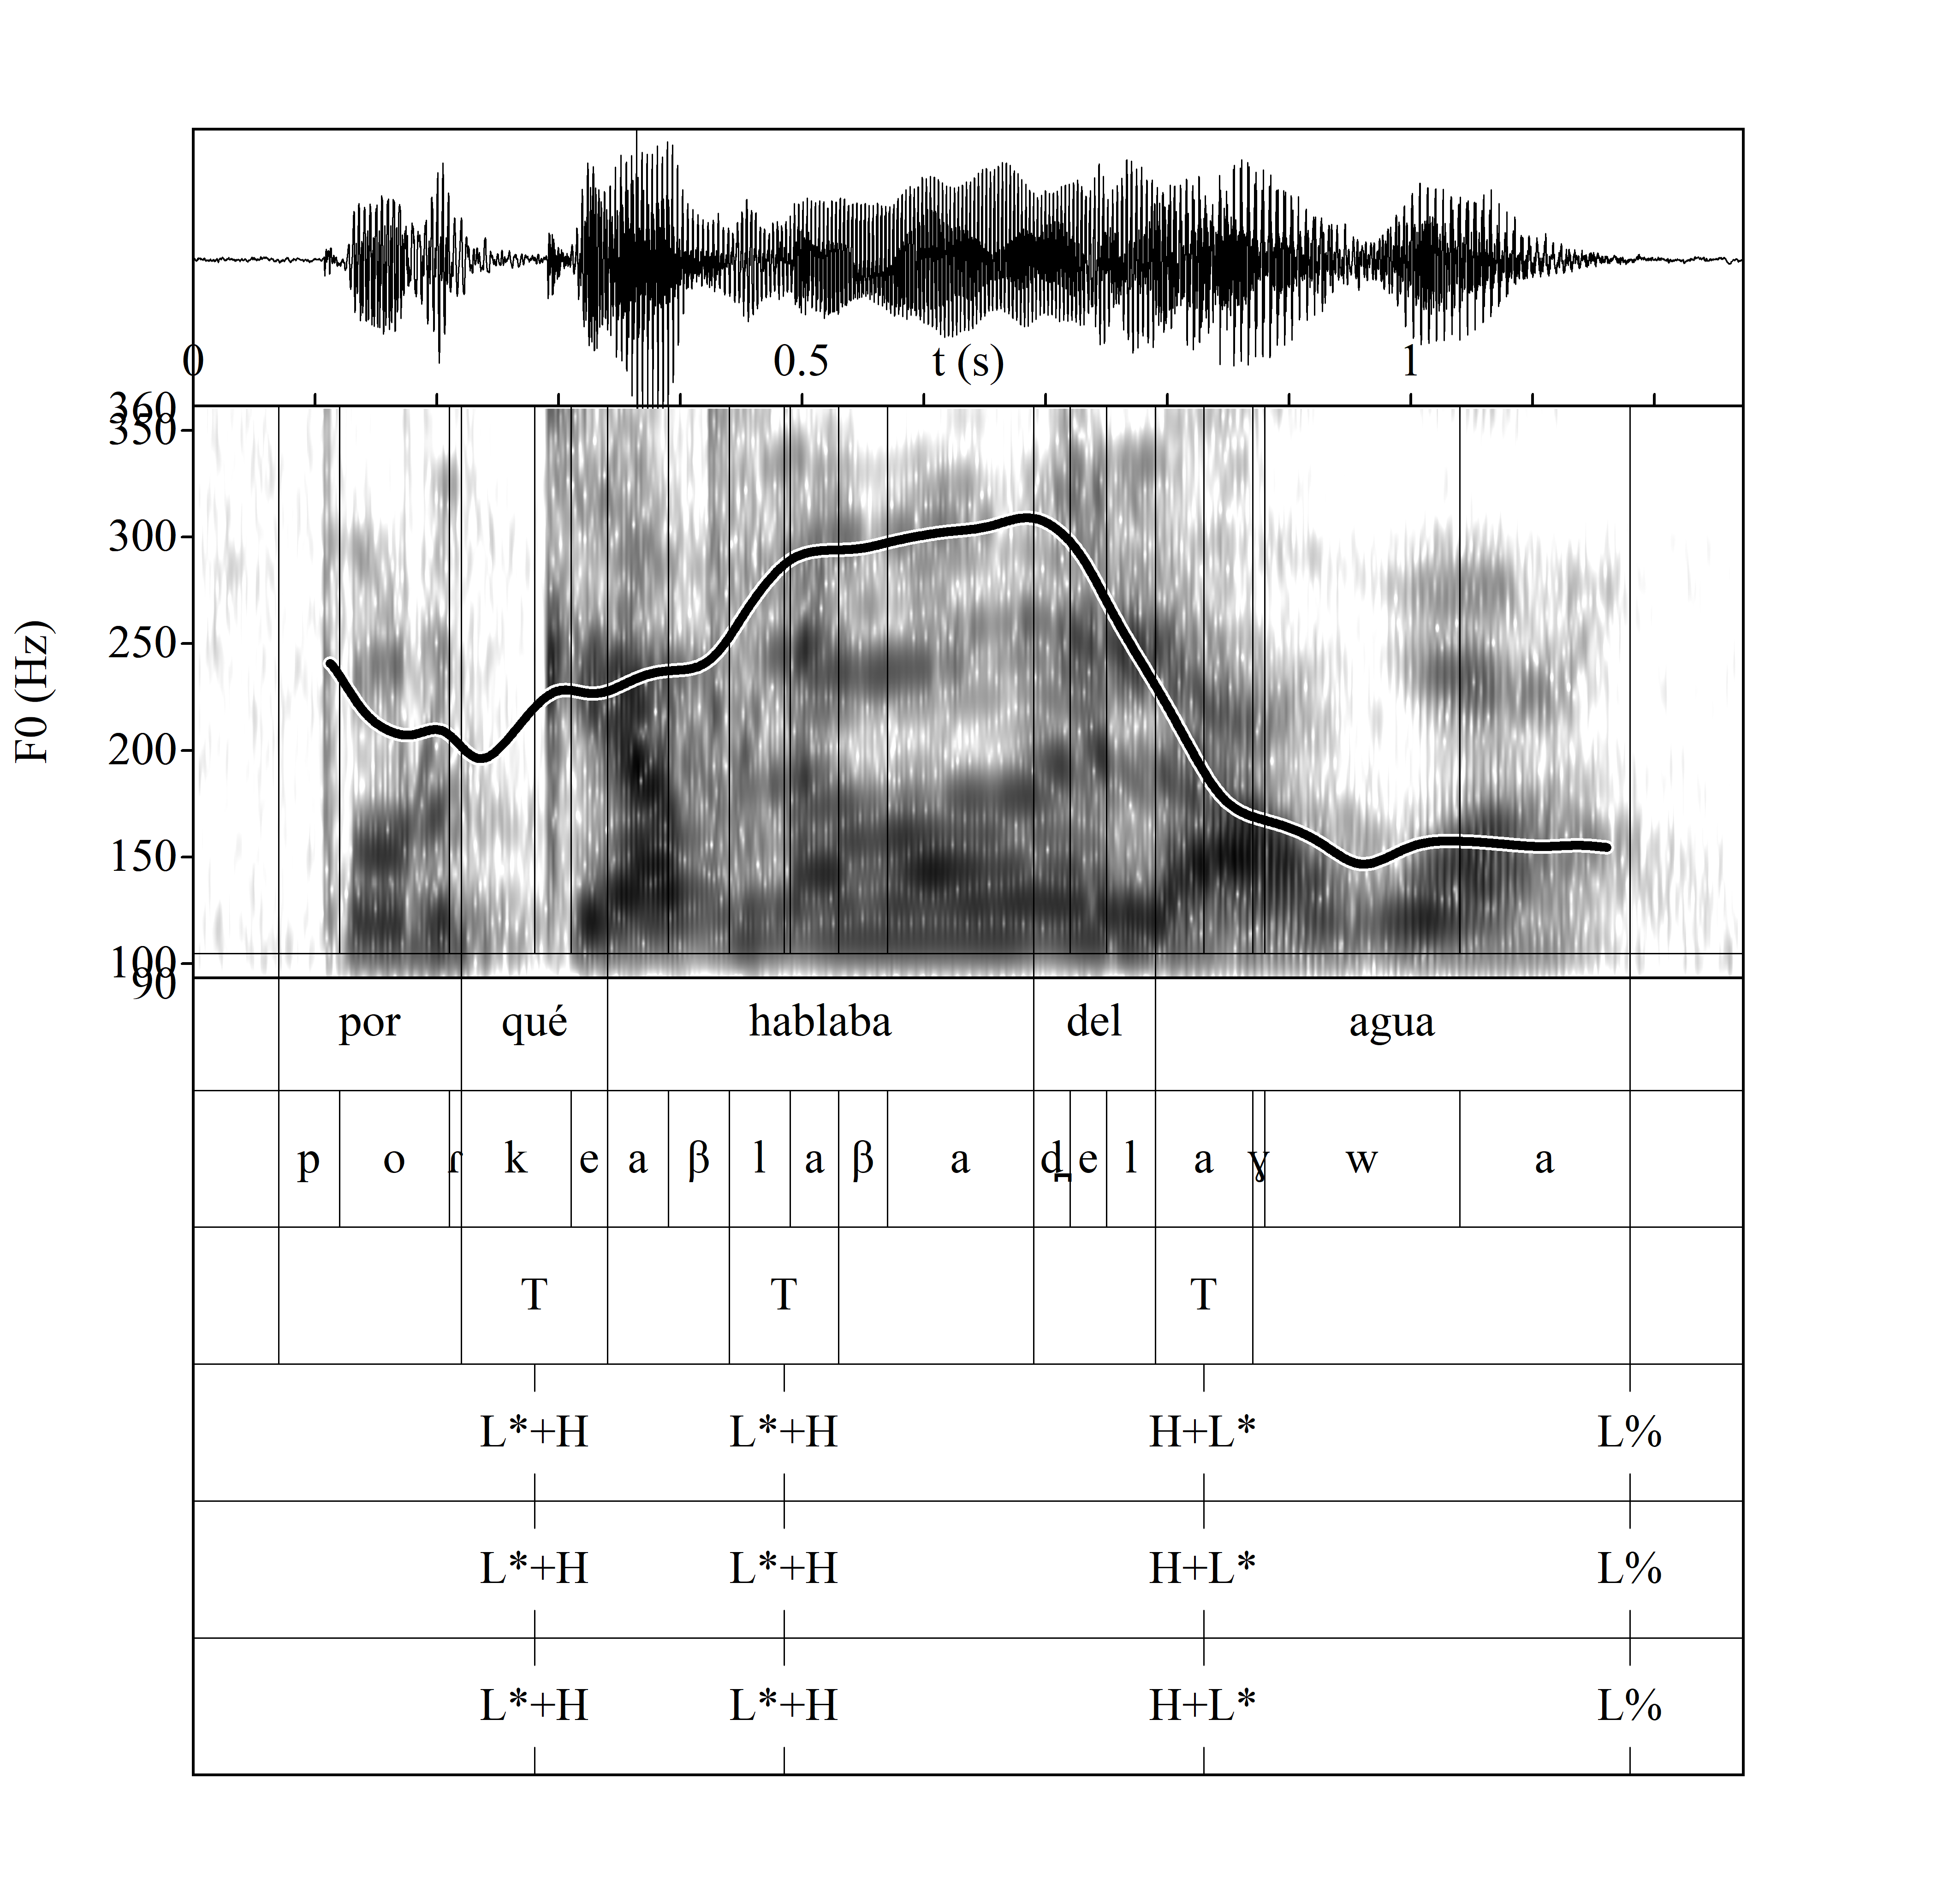 0 0.5 t (s) 1
360
350
300
250
200
150
100
90
F0 (Hz)
por qué hablaba del agua
p o ɾ k e a β l a β a d̪ e l a ɣ w a
T T T
L*+H L*+H H+L* L%
L*+H L*+H H+L* L%
L*+H L*+H H+L* L%